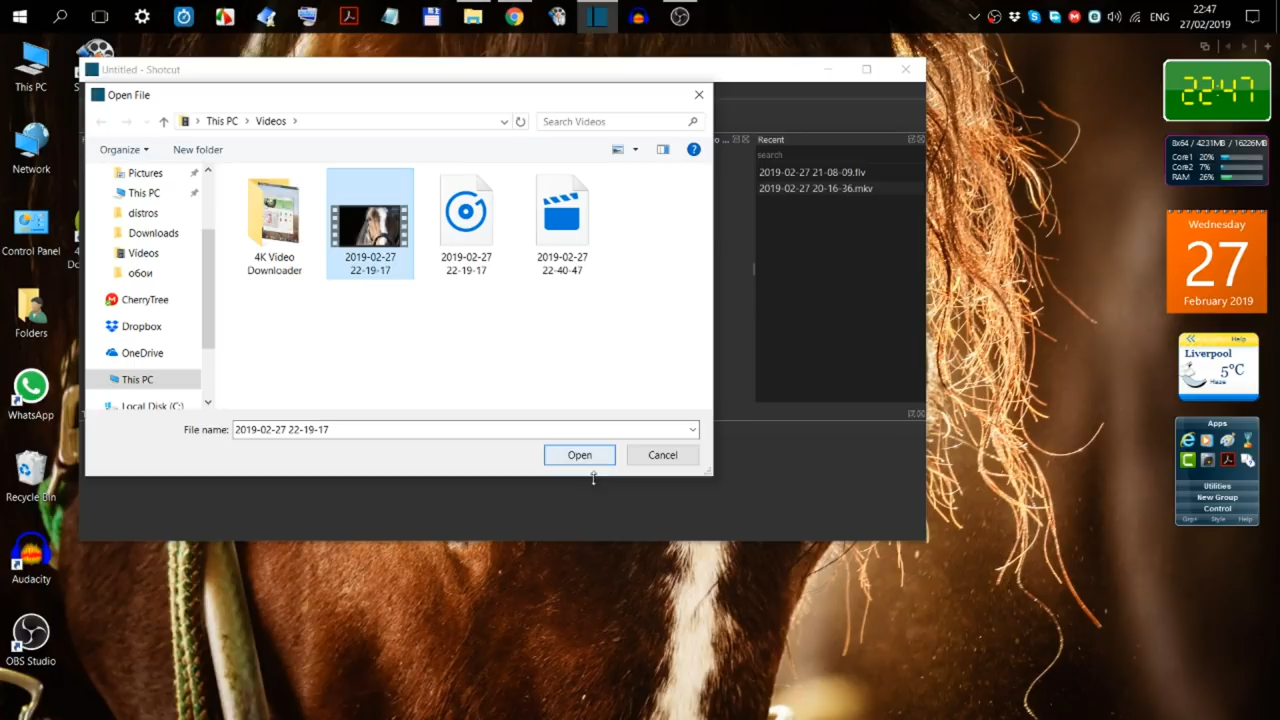 ENG
22:47
27/02/2019
This PC
Network
Control Panel
Folders
WhatsApp
Recycle Bin
Audacity
OBS Studio
Untitled - Shotcut
Open File
This PC
Videos
Search Videos
Organize
New folder
Pictures
This PC
distros
Downloads
Videos
обои
CherryTree
Dropbox
OneDrive
This PC
Local Disk (C:)
4K Video
Downloader
2019-02-27
22-19-17
2019-02-27
22-19-17
2019-02-27
22-40-47
File name:
2019-02-27 22-19-17
Open
Cancel
Recent
search
2019-02-27 21-08-09.flv
2019-02-27 20-16-36.mkv
22:47
8x64 / 4231MB / 16226MB
Core1 20%
Core2 7%
RAM 26%
Wednesday
27
February 2019
Help
Liverpool
5°C
Haze
Apps
Utilities
New Group
Control
Grp+ Style Help